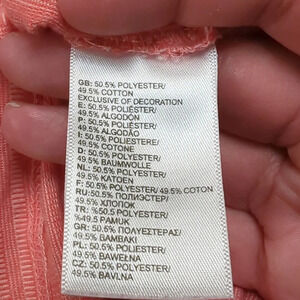 GB: 50.5% POLYESTER/
49.5% COTTON
EXCLUSIVE OF DECORATION
E: 50.5% POLIÉSTER/
49.5% ALGODON
P: 50.5% POLIÉSTER/
49.5% ALGODÃO
I: 50.5% POLIESTERE/
49.5% COTONE
D: 50.5% POLYESTER/
49.5% BAUMWOLLE
NL: 50.5% POLYESTER/
49.5% KATOEN
F: 50.5% POLYESTER/ 49.5% COTON
RU: 50.5% ПОЛИЭСТЕР/
49.5% ХЛОПОК
TR: %50.5 POLYESTER/
%49.5 PAMUK
GR: 50.5% ΠΟΛΥΕΣΤΕΡΑΣ/
49.5% ΒΑΜΒΑΚΙ
PL: 50.5% POLYESTER/
49.5% BAWEŁNA
CZ: 50.5% POLYESTER/
49.5% BAVLNA